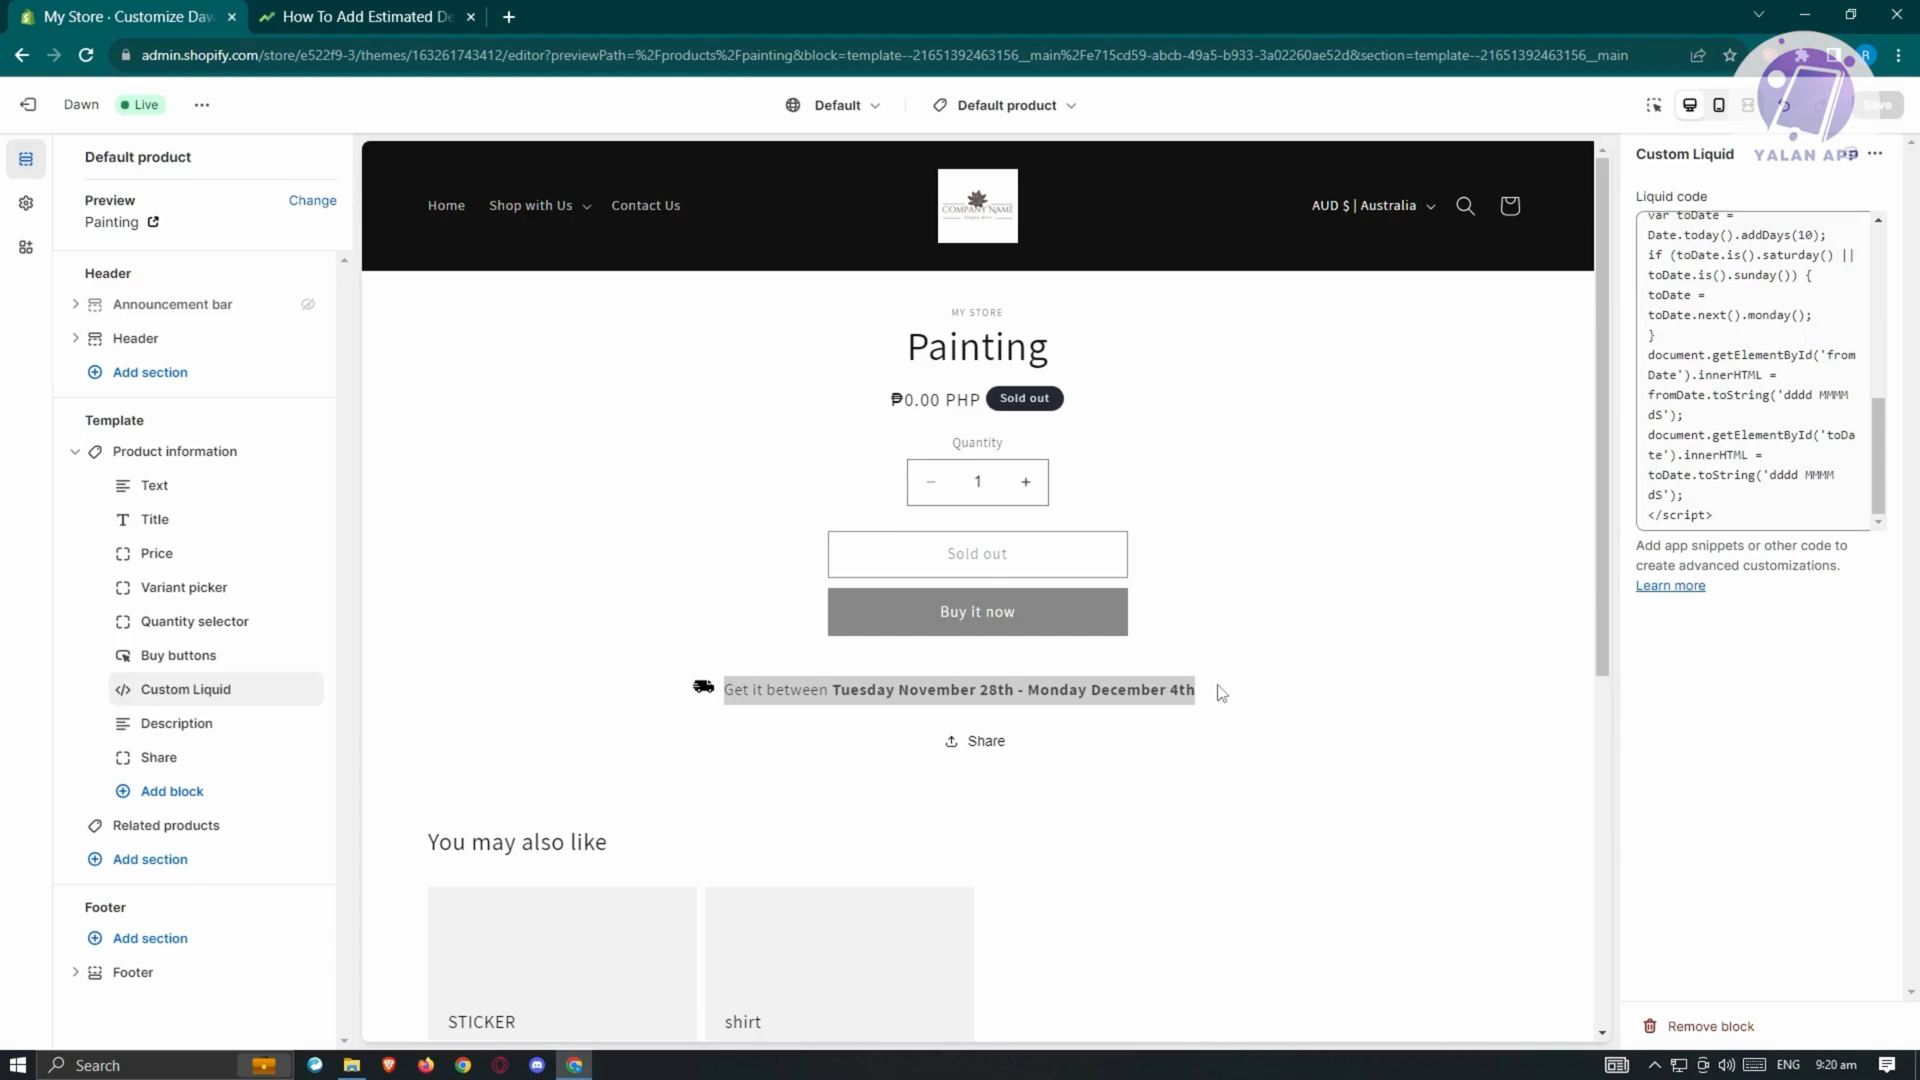 My Store · Customize Daw
How To Add Estimated De
admin.shopify.com/store/e522f9-3/themes/163261743412/editor?previewPath=%2Fproducts%2Fpainting&block=template--21651392463156__main%2Fe715cd59-abcb-49a5-b933-3a02260ae52d&section=template--21651392463156__main
R
Dawn
Live
Default
Default product
Save
YALAN APP
Default product
Preview
Change
Painting
Header
Announcement bar
Header
Add section
Template
Product information
Text
Title
Price
Variant picker
Quantity selector
Buy buttons
Custom Liquid
Description
Share
Add block
Related products
Add section
Footer
Add section
Footer
Home
Shop with Us
Contact Us
COMPANY NAME
AUD $ | Australia
MY STORE
Painting
₱0.00 PHP
Sold out
Quantity
1
Sold out
Buy it now
Get it between Tuesday November 28th - Monday December 4th
Share
You may also like
STICKER
shirt
Custom Liquid
Liquid code
var toDate =
Date.today().addDays(10);
if (toDate.is().saturday() ||
toDate.is().sunday()) {
toDate =
toDate.next().monday();
}
document.getElementById('from
Date').innerHTML =
fromDate.toString('dddd MMMM
dS');
document.getElementById('toDa
te').innerHTML =
toDate.toString('dddd MMMM
dS');
</script>
Add app snippets or other code to
create advanced customizations.
Learn more
Remove block
Search
ENG
9:20 am